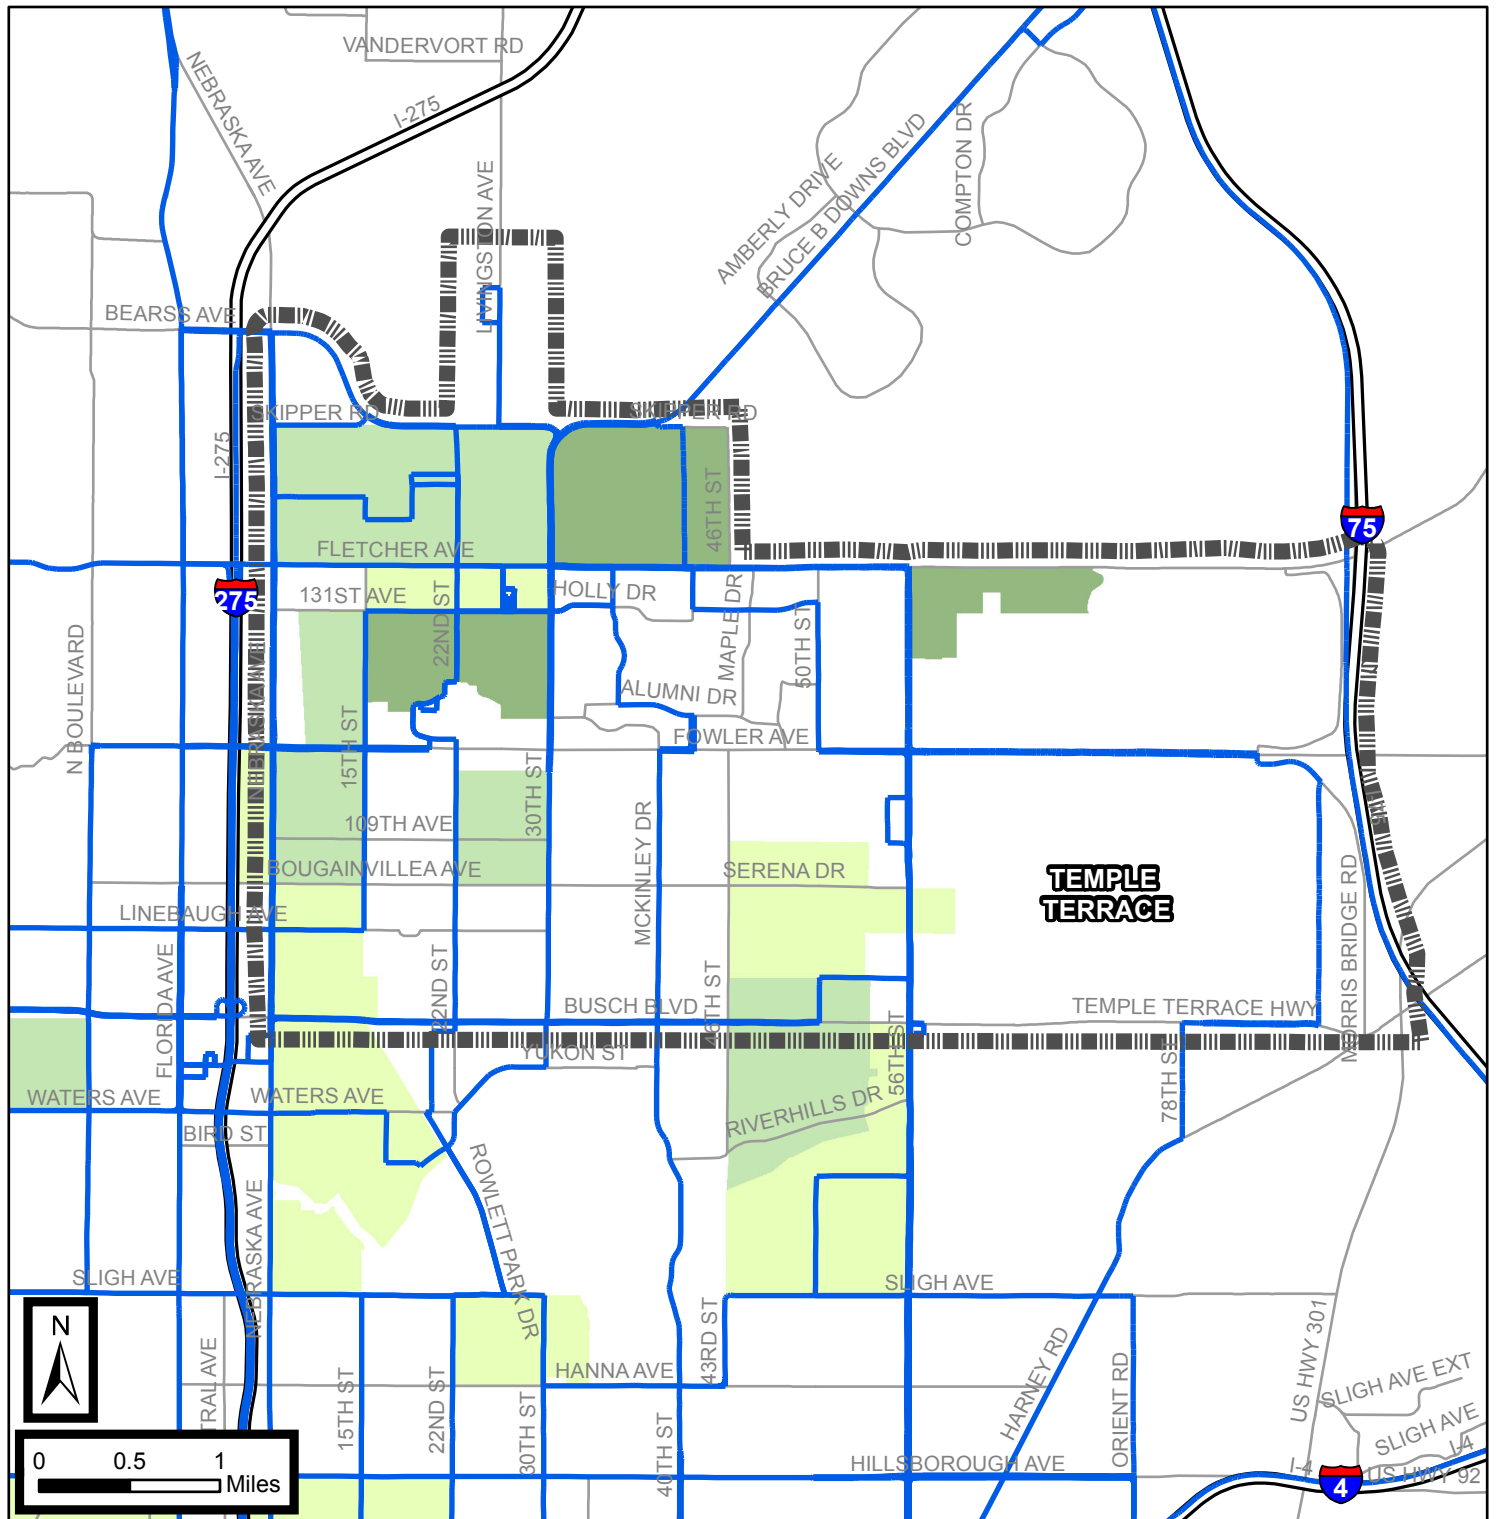 VANDERVORT RD
NEBRASKA AVE
I-275
LIVINGSTON AVE
AMBERLY DRIVE
BRUCE B DOWNS BLVD
COMPTON DR
BEARSS AVE
SKIPPER RD
SKIPPER RD
I-275
46TH ST
75
FLETCHER AVE
275
131ST AVE
22ND ST
HOLLY DR
MAPLE DR
50TH ST
N BOULEVARD
NEBRASKA AVE
ALUMNI DR
15TH ST
FOWLER AVE
30TH ST
I-75
109TH AVE
MCKINLEY DR
BOUGAINVILLEA AVE
SERENA DR
TEMPLE
TERRACE
LINEBAUGH AVE
MORRIS BRIDGE RD
FLORIDA AVE
22ND ST
46TH ST
BUSCH BLVD
TEMPLE TERRACE HWY
56TH ST
YUKON ST
78TH ST
WATERS AVE
WATERS AVE
RIVERHILLS DR
BIRD ST
ROWLETT PARK DR
NEBRASKA AVE
SLIGH AVE
SLIGH AVE
N
43RD ST
HARNEY RD
ORIENT RD
US HWY 301
HANNA AVE
SLIGH AVE EXT
TRAL AVE
15TH ST
22ND ST
30TH ST
40TH ST
SLIGH AVE
I-4
HILLSBOROUGH AVE
I-4
US HWY 92
4
0 0.5 1
Miles